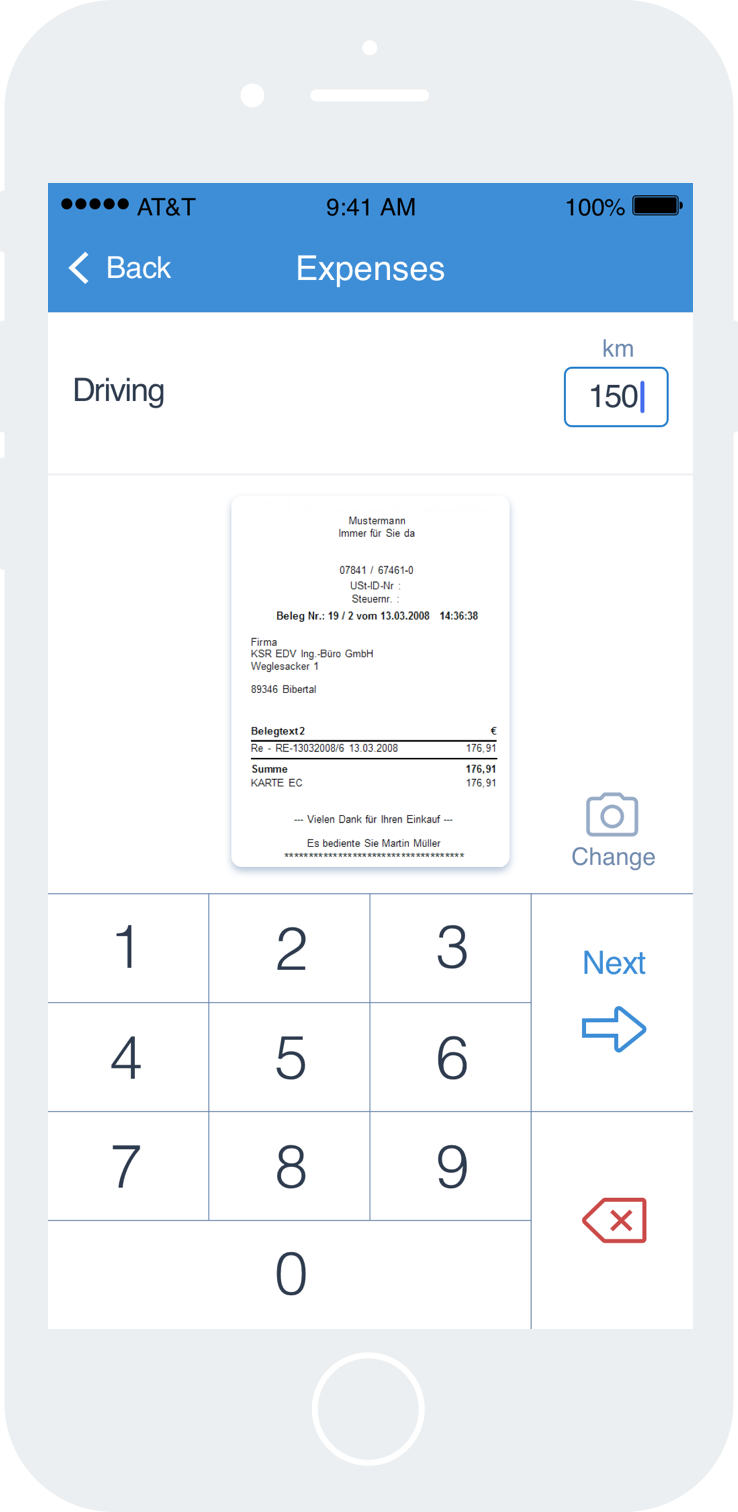 AT&T 9:41 AM 100%
Back Expenses
km
Driving 150
Mustermann
Immer für Sie da
07841 / 67461-0
USt-ID-Nr :
Steuernr. :
Beleg Nr.: 19 / 2 vom 13.03.2008 14:36:38
Firma
KSR EDV Ing.-Büro GmbH
Weglesacker 1
89346 Bibertal
Belegtext2 €
Re - RE-13032008/6 13.03.2008 176,91
Summe 176,91
KARTE EC 176,91
--- Vielen Dank für Ihren Einkauf ---
Es bediente Sie Martin Müller
*************************************
Change
1 2 3
Next
4 5 6
7 8 9
0